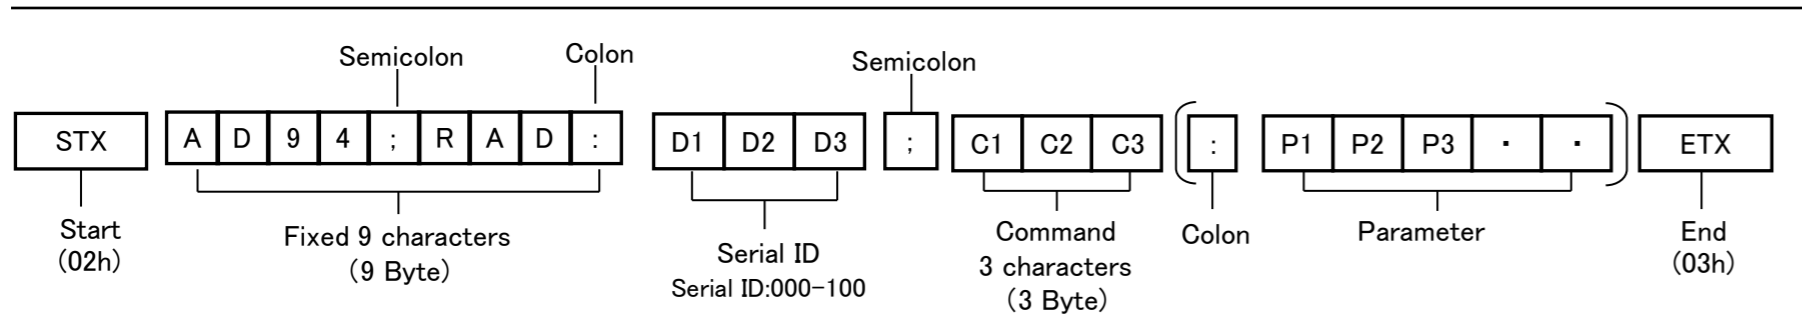 Semicolon Colon Semicolon
STX A D 9 4 ; R A D : D1 D2 D3 ; C1 C2 C3 ( : P1 P2 P3 ・ ・ ) ETX
Start
(02h)
Fixed 9 characters
(9 Byte)
Serial ID
Serial ID:000-100
Command
3 characters
(3 Byte)
Colon
Parameter
End
(03h)